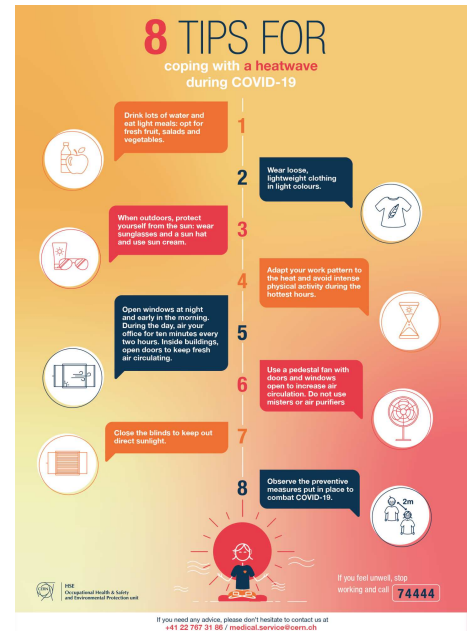 8 TIPS FOR
coping with a heatwave
during COVID-19
1
Drink lots of water and
eat light meals: opt for
fresh fruit, salads and
vegetables.
2
Wear loose,
lightweight clothing
in light colours.
3
When outdoors, protect
yourself from the sun: wear
sunglasses and a sun hat
and use sun cream.
4
Adapt your work pattern to
the heat and avoid intense
physical activity during the
hottest hours.
5
Open windows at night
and early in the morning.
During the day, air your
office for ten minutes every
two hours. Inside buildings,
open doors to keep fresh
air circulating.
6
Use a pedestal fan with
doors and windows
open to increase air
circulation. Do not use
misters or air purifiers
7
Close the blinds to keep out
direct sunlight.
8
Observe the preventive
measures put in place to
combat COVID-19.
2m
CERN
HSE
Occupational Health & Safety
and Environmental Protection unit
If you feel unwell, stop
working and call 74444
If you need any advice, please don't hesitate to contact us at
+41 22 767 31 86 / medical.service@cern.ch